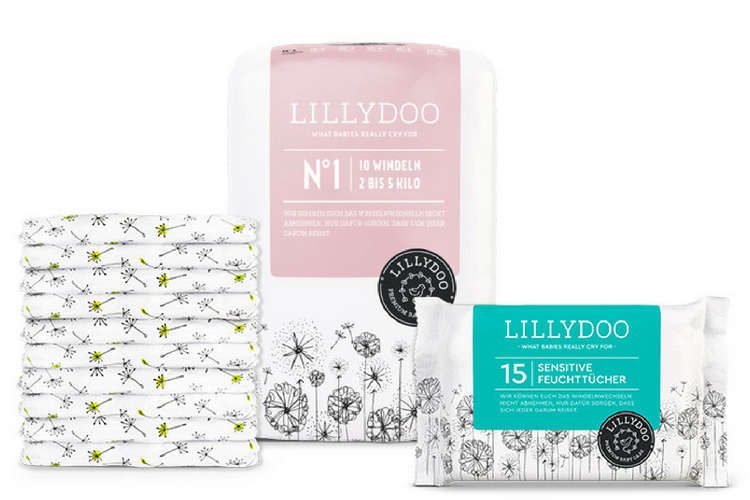 LILLYDOO
WHAT BABIES REALLY CRY FOR
N°1
10 WINDELN
2 BIS 5 KILO
WIR KÖNNEN EUCH DAS WINDELNWECHSELN NICHT
ABNEHMEN, NUR DAFÜR SORGEN, DASS SICH JEDER
DARUM REISST.
LILLYDOO
PREMIUM
LILLYDOO
· WHAT BABIES REALLY CRY FOR ·
15
SENSITIVE
FEUCHTTÜCHER
WIR KÖNNEN EUCH DAS WINDELNWECHSELN
NICHT ABNEHMEN, NUR DAFÜR SORGEN, DASS
SICH JEDER DARUM REISST.
LILLYDOO
PREMIUM BABY CARE